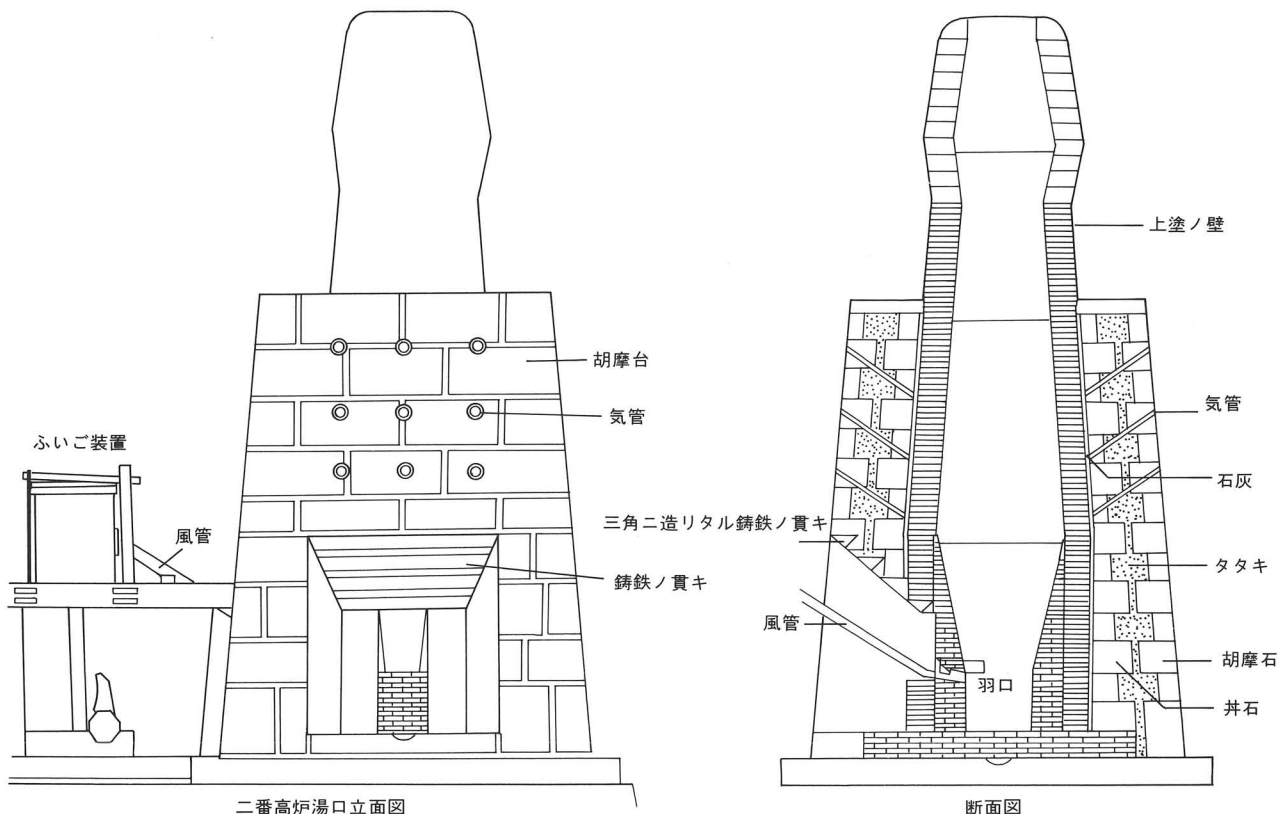 胡摩台
気管
ふいご装置
風管
鋳鉄ノ貫キ
二番高炉湯口立面図
上塗ノ壁
気管
石灰
三角ニ造リタル鋳鉄ノ貫キ
タタキ
風管
羽口
胡摩石
丼石
断面図